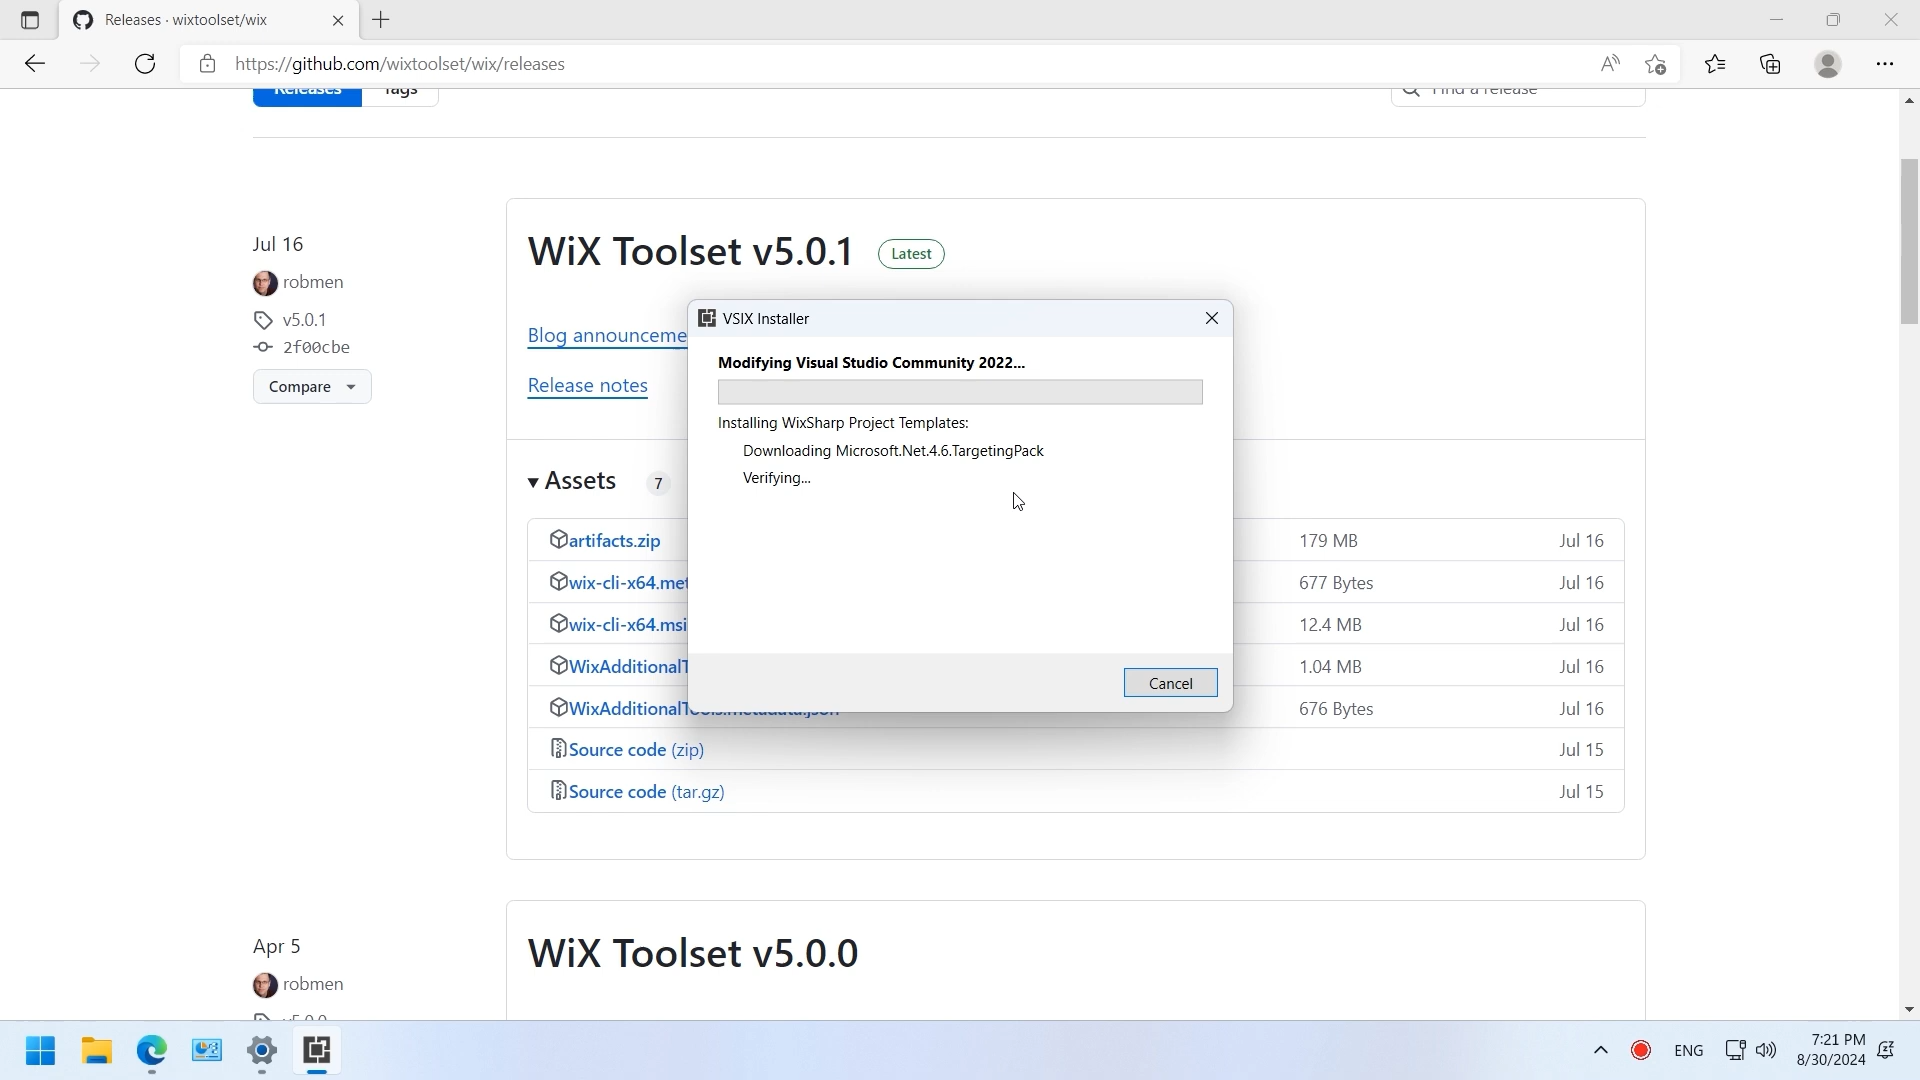 Releases · wixtoolset/wix
https://github.com/wixtoolset/wix/releases
Releases
Tags
Find a release
Jul 16
robmen
v5.0.1
2f00cbe
Compare
WiX Toolset v5.0.1
Latest
Blog announceme
Release notes
Assets 7
artifacts.zip 179 MB Jul 16
wix-cli-x64.met 677 Bytes Jul 16
wix-cli-x64.msi 12.4 MB Jul 16
WixAdditionalT 1.04 MB Jul 16
WixAdditionalTools.metadata.json 676 Bytes Jul 16
Source code (zip) Jul 15
Source code (tar.gz) Jul 15
VSIX Installer
Modifying Visual Studio Community 2022...
Installing WixSharp Project Templates:
Downloading Microsoft.Net.4.6.TargetingPack
Verifying...
Cancel
Apr 5
robmen
v5.0.0
WiX Toolset v5.0.0
ENG
7:21 PM
8/30/2024